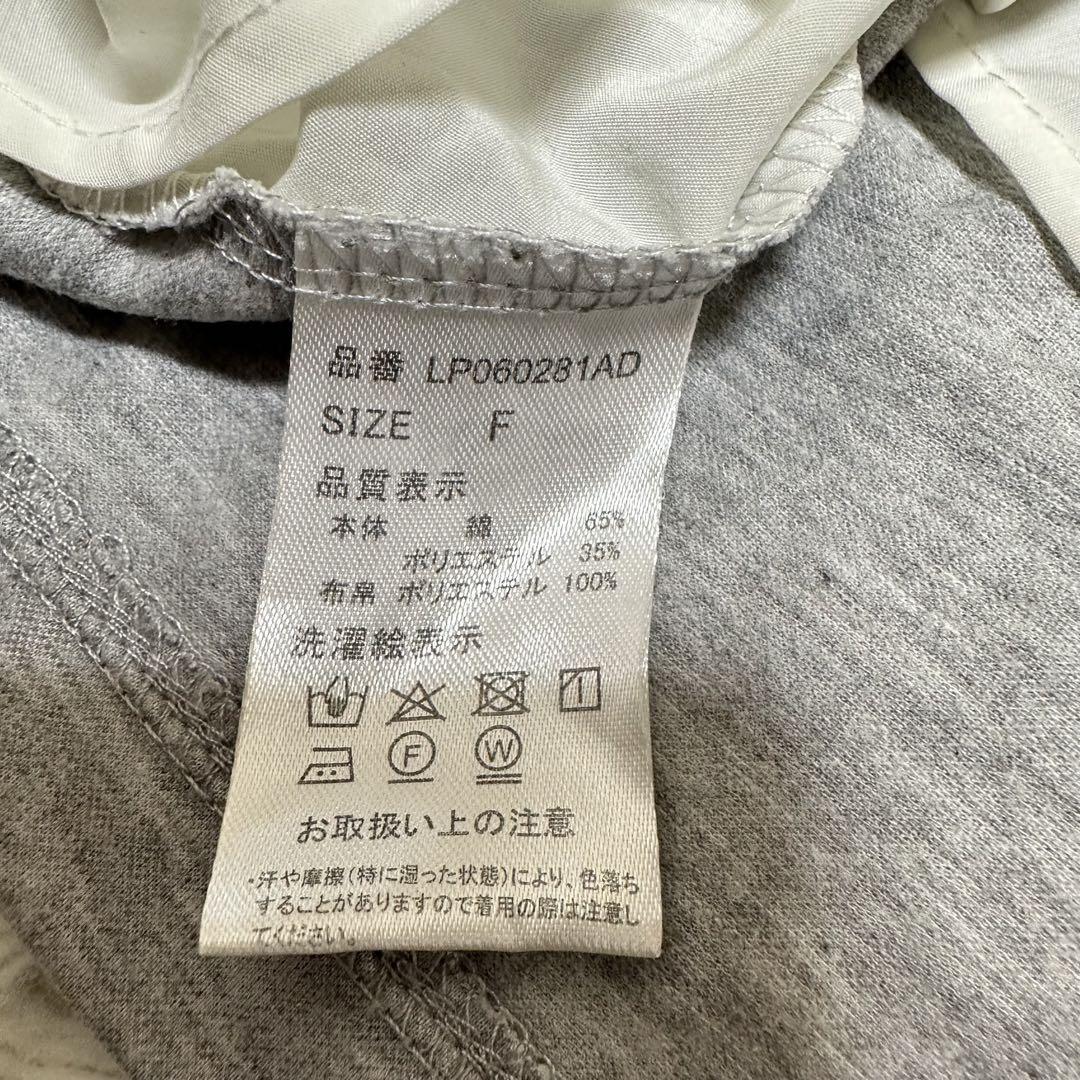 品番 LP060281AD
SIZE F
品質表示
本体 綿 65%
ポリエステル 35%
布帛 ポリエステル 100%
洗濯絵表示
F W
お取扱い上の注意
・汗や摩擦(特に湿った状態)により、色落ち
することがありますので着用の際は注意し
てください。